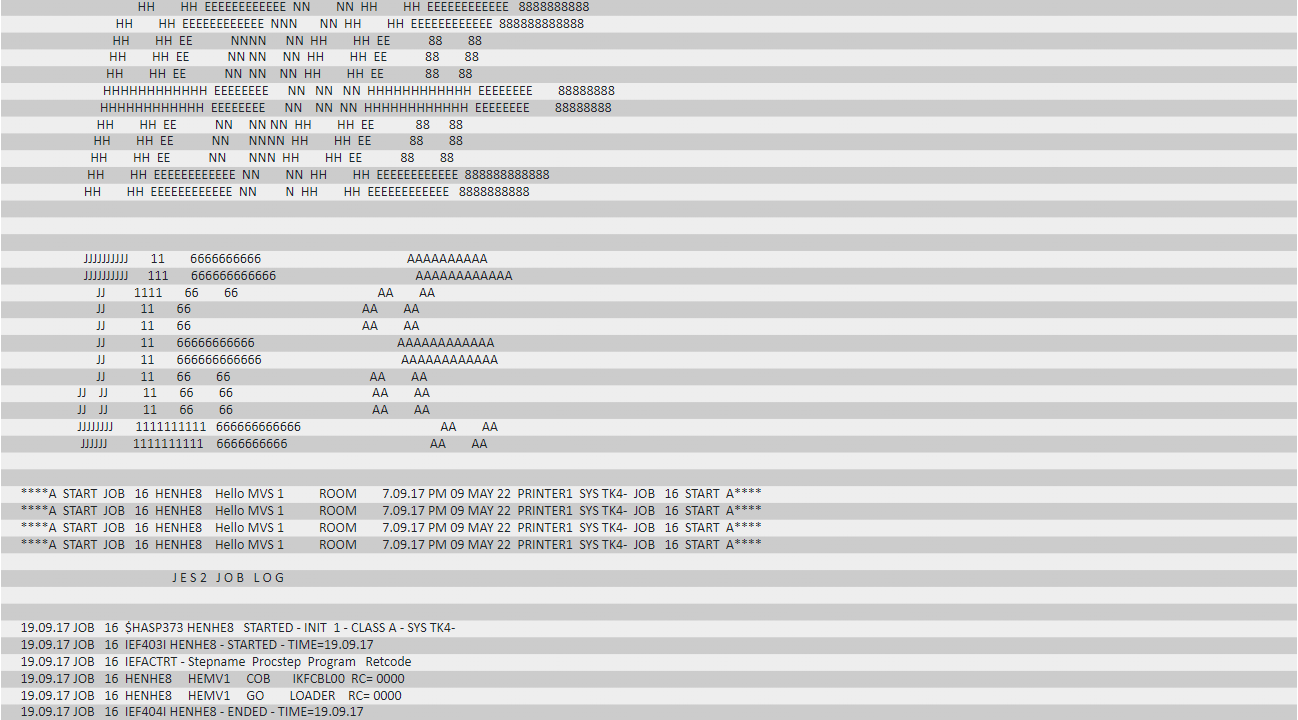 HH HH EEEEEEEEEEEE NN NN HH HH EEEEEEEEEEEE 8888888888
HH HH EEEEEEEEEEEE NNN NN HH HH EEEEEEEEEEEE 888888888888
HH HH EE NNNN NN HH HH EE 88 88
HH HH EE NN NN NN HH HH EE 88 88
HH HH EE NN NN NN HH HH EE 88 88
HHHHHHHHHHHH EEEEEEEE NN NN NN HHHHHHHHHHHH EEEEEEEE 88888888
HHHHHHHHHHHH EEEEEEEE NN NN NN HHHHHHHHHHHH EEEEEEEE 88888888
HH HH EE NN NN NN HH HH EE 88 88
HH HH EE NN NNNN HH HH EE 88 88
HH HH EE NN NNN HH HH EE 88 88
HH HH EEEEEEEEEEEE NN NN HH HH EEEEEEEEEEEE 888888888888
HH HH EEEEEEEEEEEE NN N HH HH EEEEEEEEEEEE 8888888888
JJJJJJJJJJ 11 6666666666 AAAAAAAAAA
JJJJJJJJJJ 111 666666666666 AAAAAAAAAAAA
JJ 1111 66 66 AA AA
JJ 11 66 AA AA
JJ 11 66 AA AA
JJ 11 66666666666 AAAAAAAAAAAA
JJ 11 666666666666 AAAAAAAAAAAA
JJ 11 66 66 AA AA
JJ JJ 11 66 66 AA AA
JJ JJ 11 66 66 AA AA
JJJJJJJJ 1111111111 666666666666 AA AA
JJJJJJ 1111111111 6666666666 AA AA
****A START JOB 16 HENHE8 Hello MVS 1 ROOM 7.09.17 PM 09 MAY 22 PRINTER1 SYS TK4- JOB 16 START A****
****A START JOB 16 HENHE8 Hello MVS 1 ROOM 7.09.17 PM 09 MAY 22 PRINTER1 SYS TK4- JOB 16 START A****
****A START JOB 16 HENHE8 Hello MVS 1 ROOM 7.09.17 PM 09 MAY 22 PRINTER1 SYS TK4- JOB 16 START A****
****A START JOB 16 HENHE8 Hello MVS 1 ROOM 7.09.17 PM 09 MAY 22 PRINTER1 SYS TK4- JOB 16 START A****
J E S 2 J O B L O G
19.09.17 JOB 16 $HASP373 HENHE8 STARTED - INIT 1 - CLASS A - SYS TK4-
19.09.17 JOB 16 IEF403I HENHE8 - STARTED - TIME=19.09.17
19.09.17 JOB 16 IEFACTRT - Stepname Procstep Program Retcode
19.09.17 JOB 16 HENHE8 HEMV1 COB IKFCBL00 RC= 0000
19.09.17 JOB 16 HENHE8 HEMV1 GO LOADER RC= 0000
19.09.17 JOB 16 IEF404I HENHE8 - ENDED - TIME=19.09.17